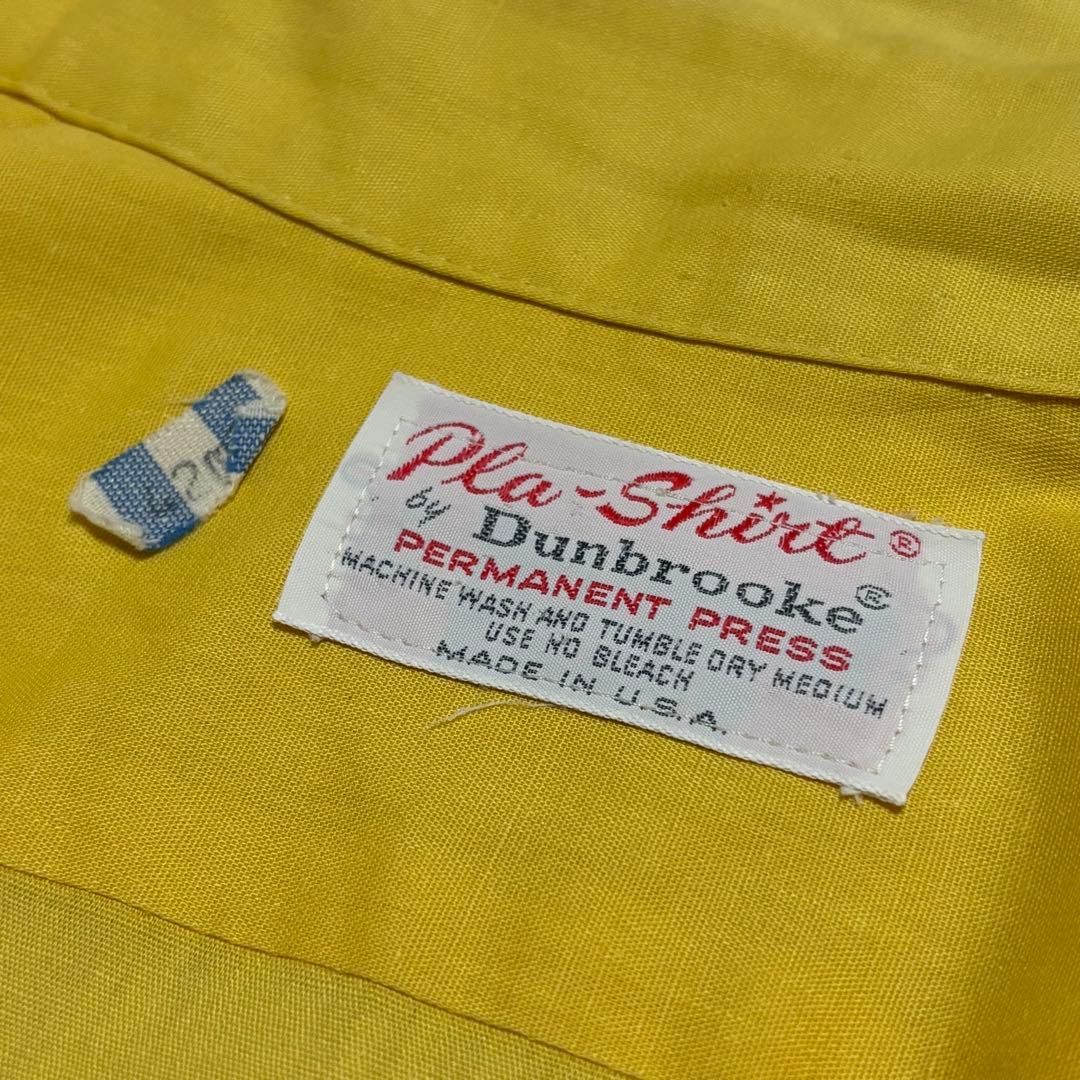 Pla-Shirt®
by Dunbrooke®
PERMANENT PRESS
MACHINE WASH AND TUMBLE DRY MEDIUM
USE NO BLEACH
MADE IN U.S.A.